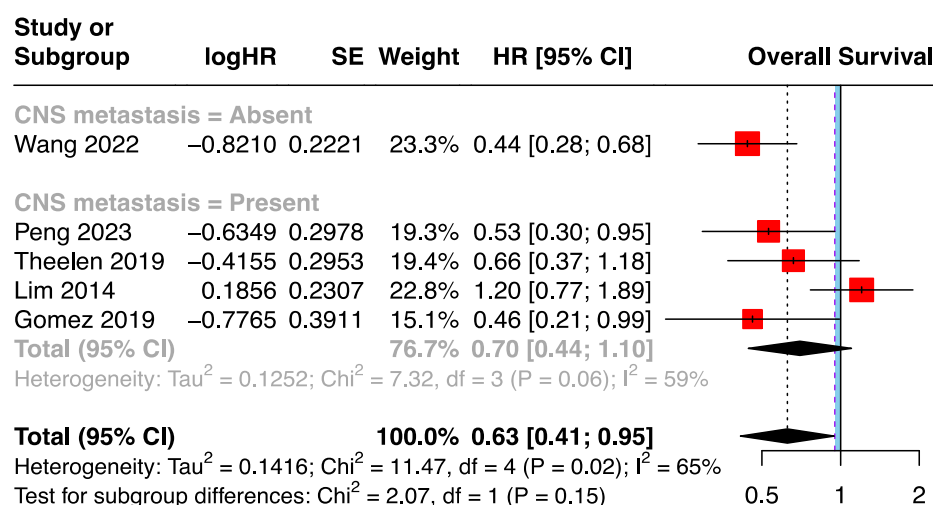 Study or
Subgroup logHR SE Weight HR [95% CI] Overall Survival
CNS metastasis = Absent
Wang 2022 −0.8210 0.2221 23.3% 0.44 [0.28; 0.68]
CNS metastasis = Present
Peng 2023 −0.6349 0.2978 19.3% 0.53 [0.30; 0.95]
Theelen 2019 −0.4155 0.2953 19.4% 0.66 [0.37; 1.18]
Lim 2014 0.1856 0.2307 22.8% 1.20 [0.77; 1.89]
Gomez 2019 −0.7765 0.3911 15.1% 0.46 [0.21; 0.99]
Total (95% CI) 76.7% 0.70 [0.44; 1.10]
Heterogeneity: Tau² = 0.1252; Chi² = 7.32, df = 3 (P = 0.06); I² = 59%
Total (95% CI) 100.0% 0.63 [0.41; 0.95]
Heterogeneity: Tau² = 0.1416; Chi² = 11.47, df = 4 (P = 0.02); I² = 65%
Test for subgroup differences: Chi² = 2.07, df = 1 (P = 0.15) 0.5 1 2